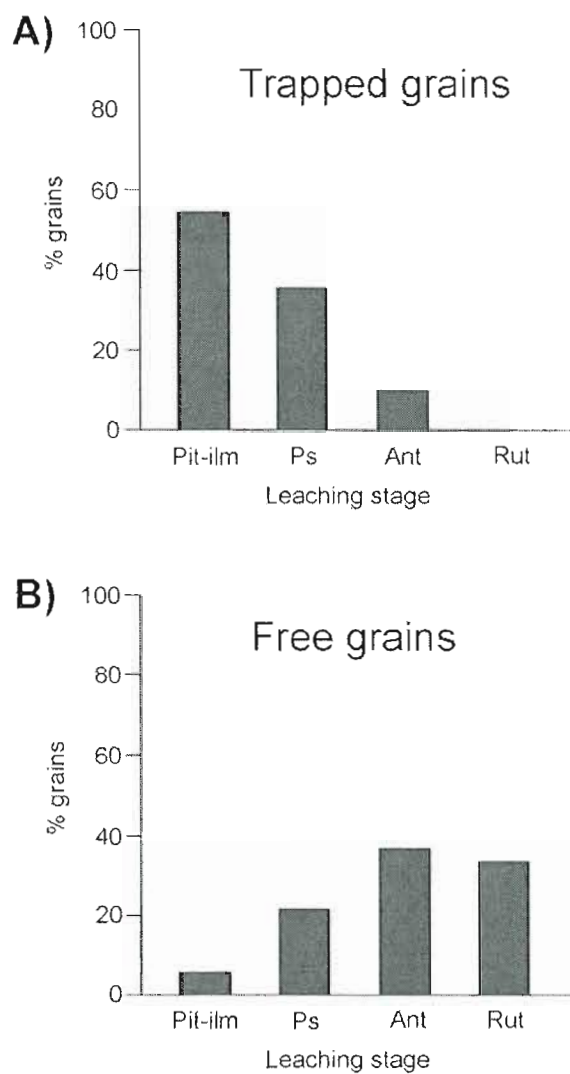 A)
Trapped grains
100
80
60
40
20
0
% grains
Pit-ilm Ps Ant Rut
Leaching stage
B)
Free grains
100
80
60
40
20
0
% grains
Pit-ilm Ps Ant Rut
Leaching stage